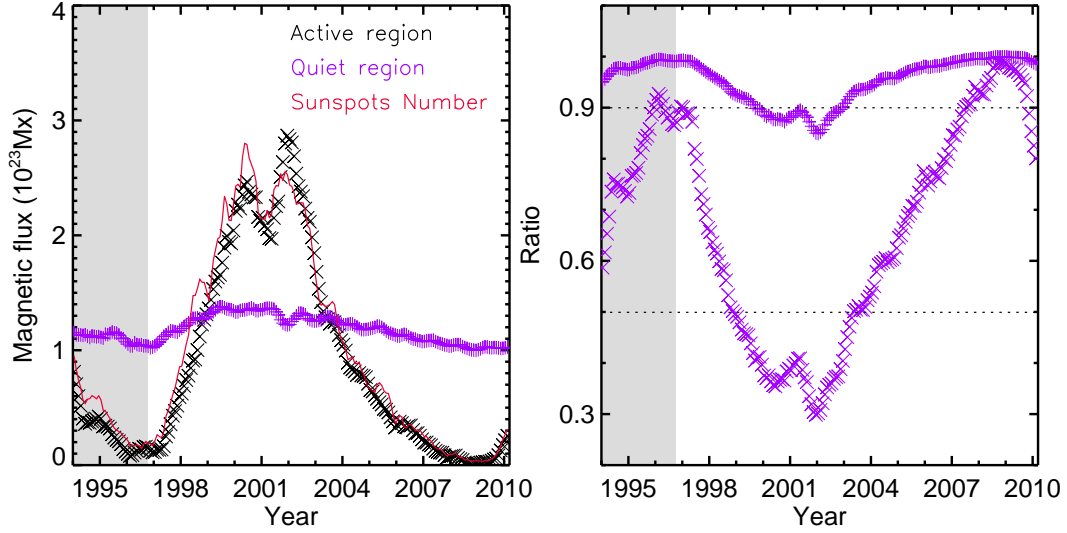 4
3
2
1
0
Magnetic flux (10²³Mx)
Active region
Quiet region
Sunspots Number
1995 1998 2001 2004 2007 2010
Year
0.9
0.6
0.3
Ratio
1995 1998 2001 2004 2007 2010
Year